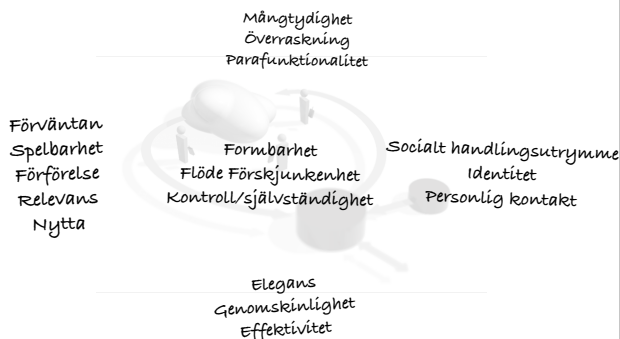 Mångtydighet
Överraskning
Parafunktionalitet
Förväntan
Spelbarhet
Förförelse
Relevans
Nytta
Formbarhet
Flöde Förskjunkenhet
Kontroll/självständighet
Socialt handlingsutrymme
Identitet
Personlig kontakt
Elegans
Genomskinlighet
Effektivitet